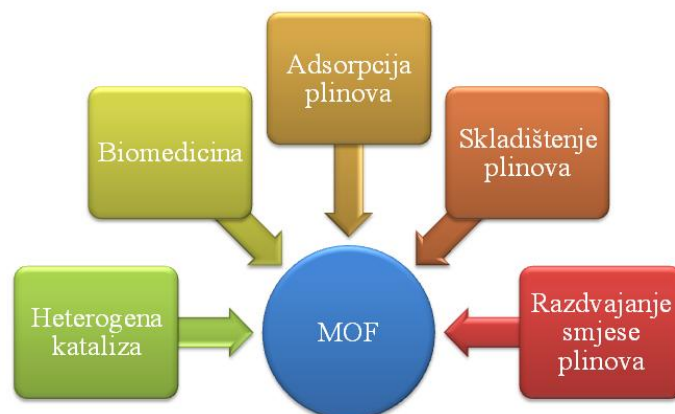 Adsorpcija
plinova
Biomedicina
Skladištenje
plinova
Heterogena
kataliza
MOF
Razdvajanje
smjese
plinova